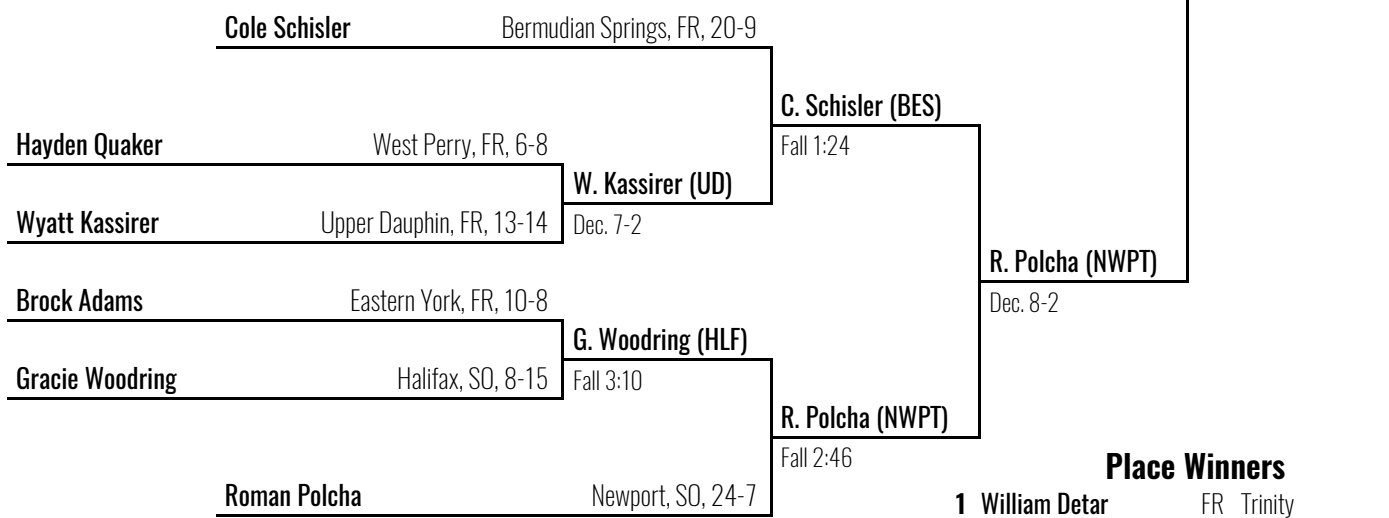 Cole Schisler Bermudian Springs, FR, 20-9
C. Schisler (BES)
Hayden Quaker West Perry, FR, 6-8 Fall 1:24
W. Kassirer (UD)
Wyatt Kassirer Upper Dauphin, FR, 13-14 Dec. 7-2
R. Polcha (NWPT)
Brock Adams Eastern York, FR, 10-8 Dec. 8-2
G. Woodring (HLF)
Gracie Woodring Halifax, SO, 8-15 Fall 3:10
R. Polcha (NWPT)
Fall 2:46 Place Winners
Roman Polcha Newport, SO, 24-7 1 William Detar FR Trinity